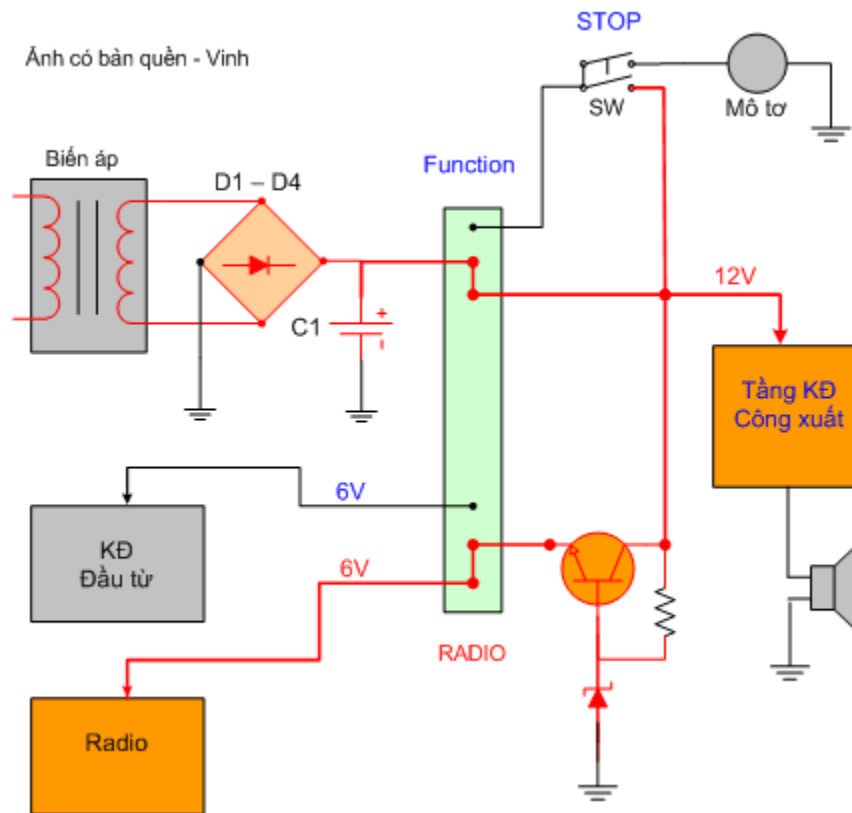 STOP
Ảnh có bản quền - Vinh
SW
Mô tơ
Biến áp
D1 – D4
Function
12V
C1
+
-
Tầng KĐ
Công xuất
6V
KĐ
Đầu từ
6V
RADIO
Radio